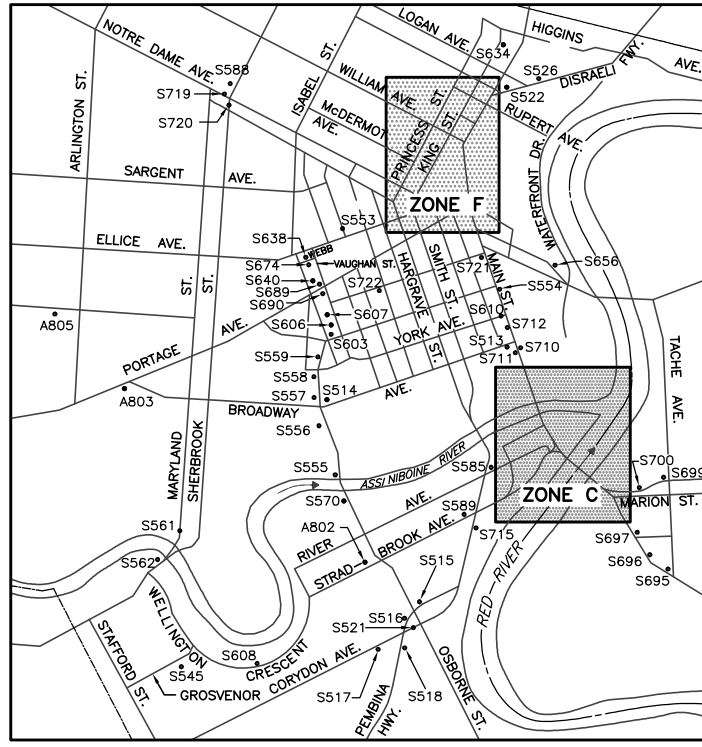 NOTRE DAME AVE.
LOGAN AVE.
HIGGINS
AVE.
S634
S588
S719
S720
ISABEL ST.
WILLIAM AVE.
McDERMOT
AVE.
PRINCESS ST.
KING ST.
S526
S522
DISRAELI FWY.
RUPERT AVE.
ARLINGTON ST.
WATERFRONT DR.
SARGENT AVE.
ZONE F
ELLICE AVE.
S553
S638
WEBB
S674
VAUGHAN ST.
S640
S689
S690
S722
HARGRAVE
ST.
SMITH ST.
S721
MAIN ST.
S656
S554
ST.
ST.
A805
S607
S606
S603
YORK AVE.
S610
S712
S513
S710
S711
TACHE AVE.
PORTAGE AVE.
S559
S558
S557
S514
A803
BROADWAY AVE.
S556
MARYLAND
SHERBROOK
S555
ASSINIBOINE RIVER
S585
S700
S699
S570
ZONE C
MARION ST.
S561
A802
RIVER AVE.
S589
S715
S697
S562
STRADBROOK AVE.
S696
S695
RED RIVER
S515
WELLINGTON
CRESCENT
S516
S521
STAFFORD ST.
S608
CORYDON AVE.
S545
GROSVENOR
S517
S518
PEMBINA
HWY.
OSBORNE ST.